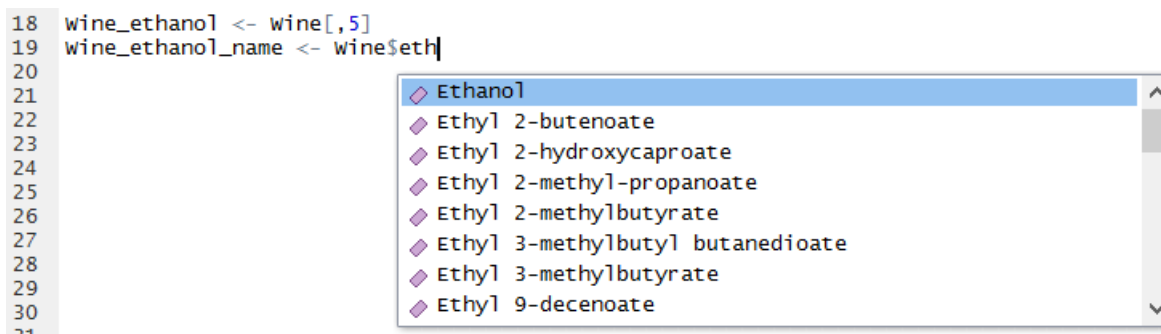 18 Wine_ethanol <- Wine[,5]
19 Wine_ethanol_name <- Wine$eth
20
21 Ethanol
22 Ethyl 2-butenoate
23 Ethyl 2-hydroxycaproate
24 Ethyl 2-methyl-propanoate
25
26 Ethyl 2-methylbutyrate
27 Ethyl 3-methylbutyl butanedioate
28 Ethyl 3-methylbutyrate
29
30 Ethyl 9-decenoate
31